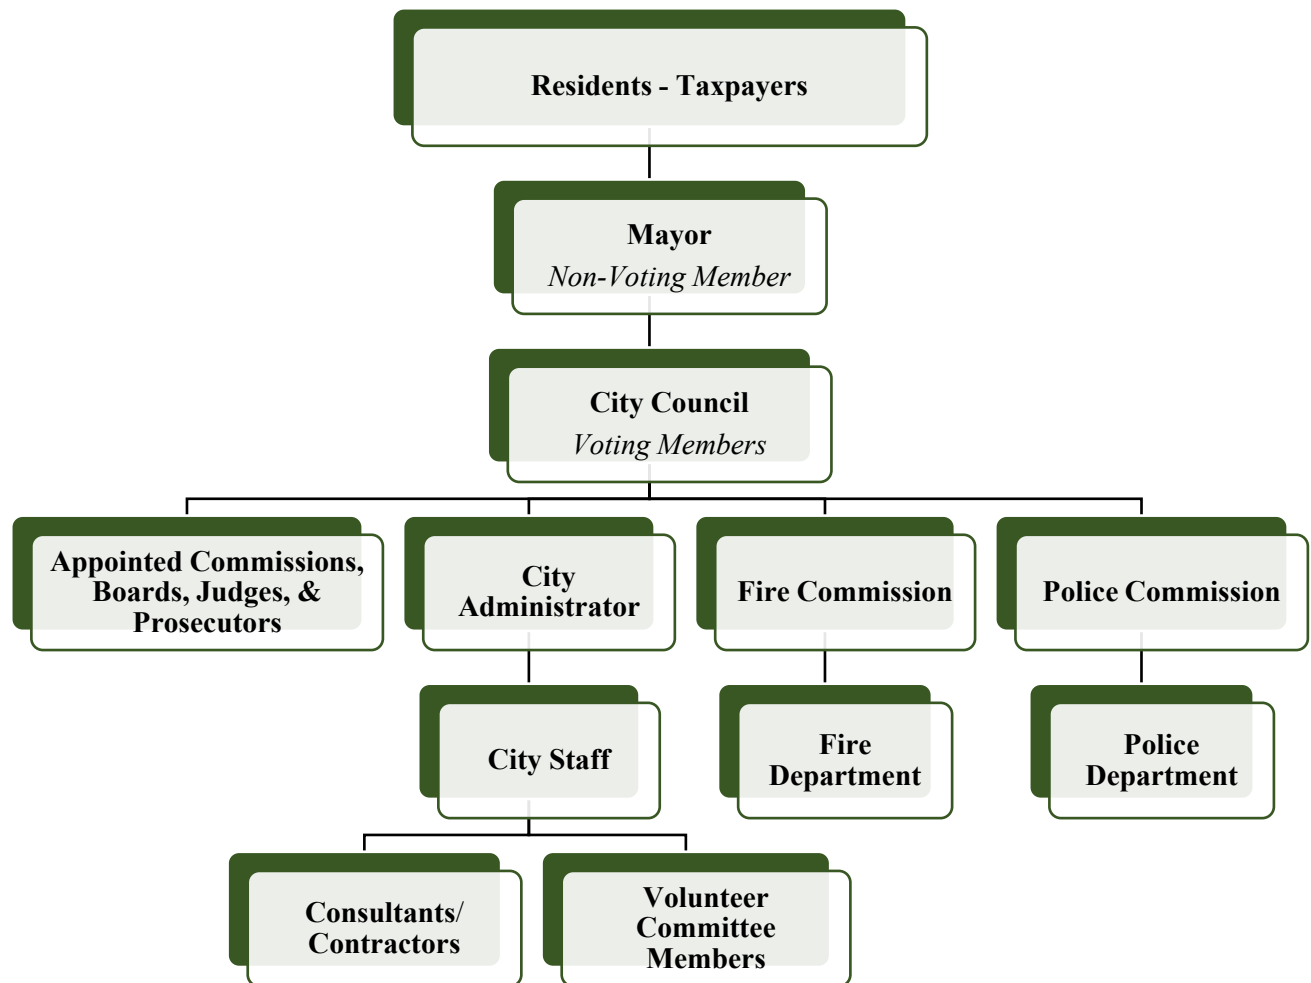 Residents - Taxpayers
Mayor
Non-Voting Member
City Council
Voting Members
Appointed Commissions,
Boards, Judges, &
Prosecutors
City
Administrator
Fire Commission
Police Commission
City Staff
Fire
Department
Police
Department
Consultants/
Contractors
Volunteer
Committee
Members